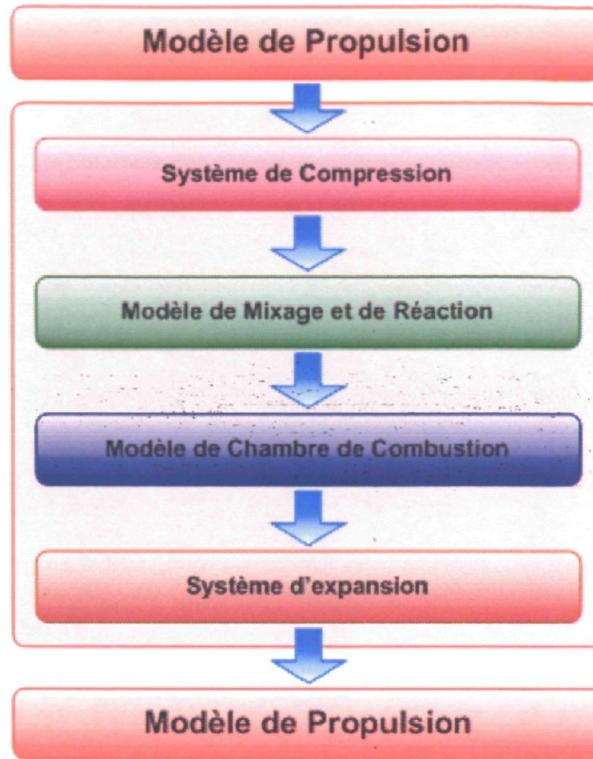 Modèle de Propulsion
Système de Compression
Modèle de Mixage et de Réaction
Modèle de Chambre de Combustion
Système d'expansion
Modèle de Propulsion